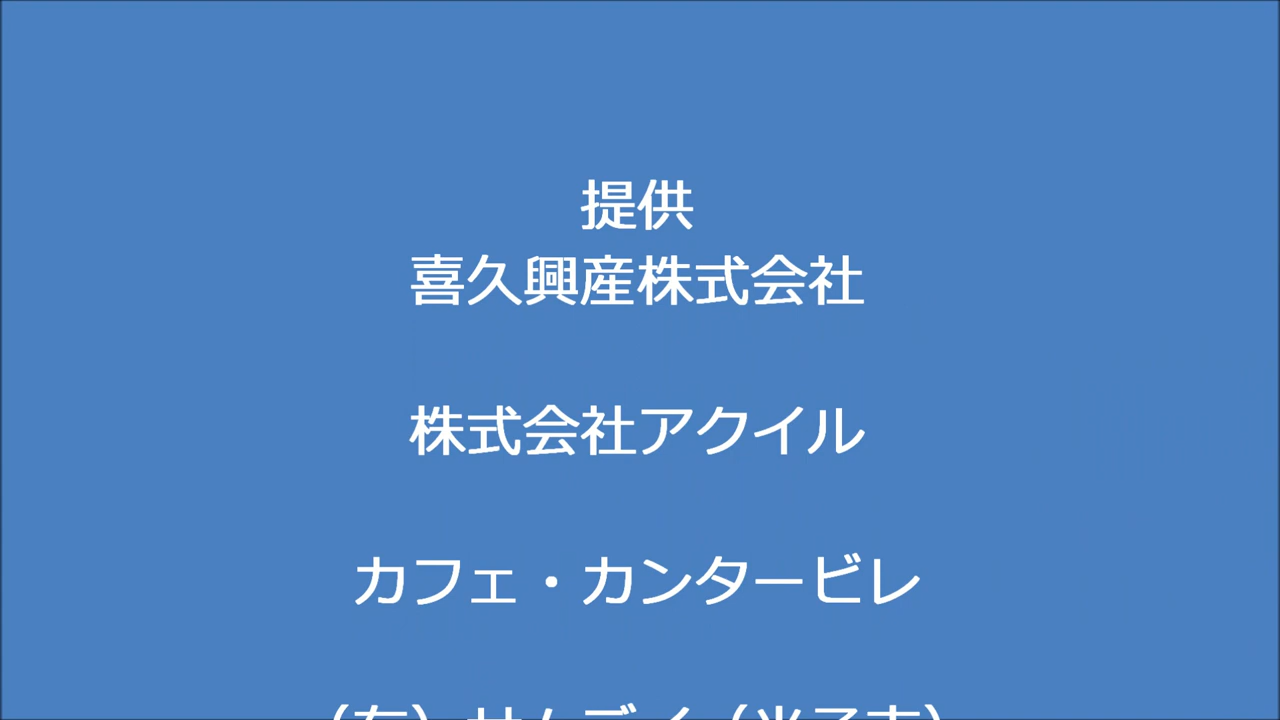 提供
喜久興産株式会社
株式会社アクイル
カフェ・カンタービレ